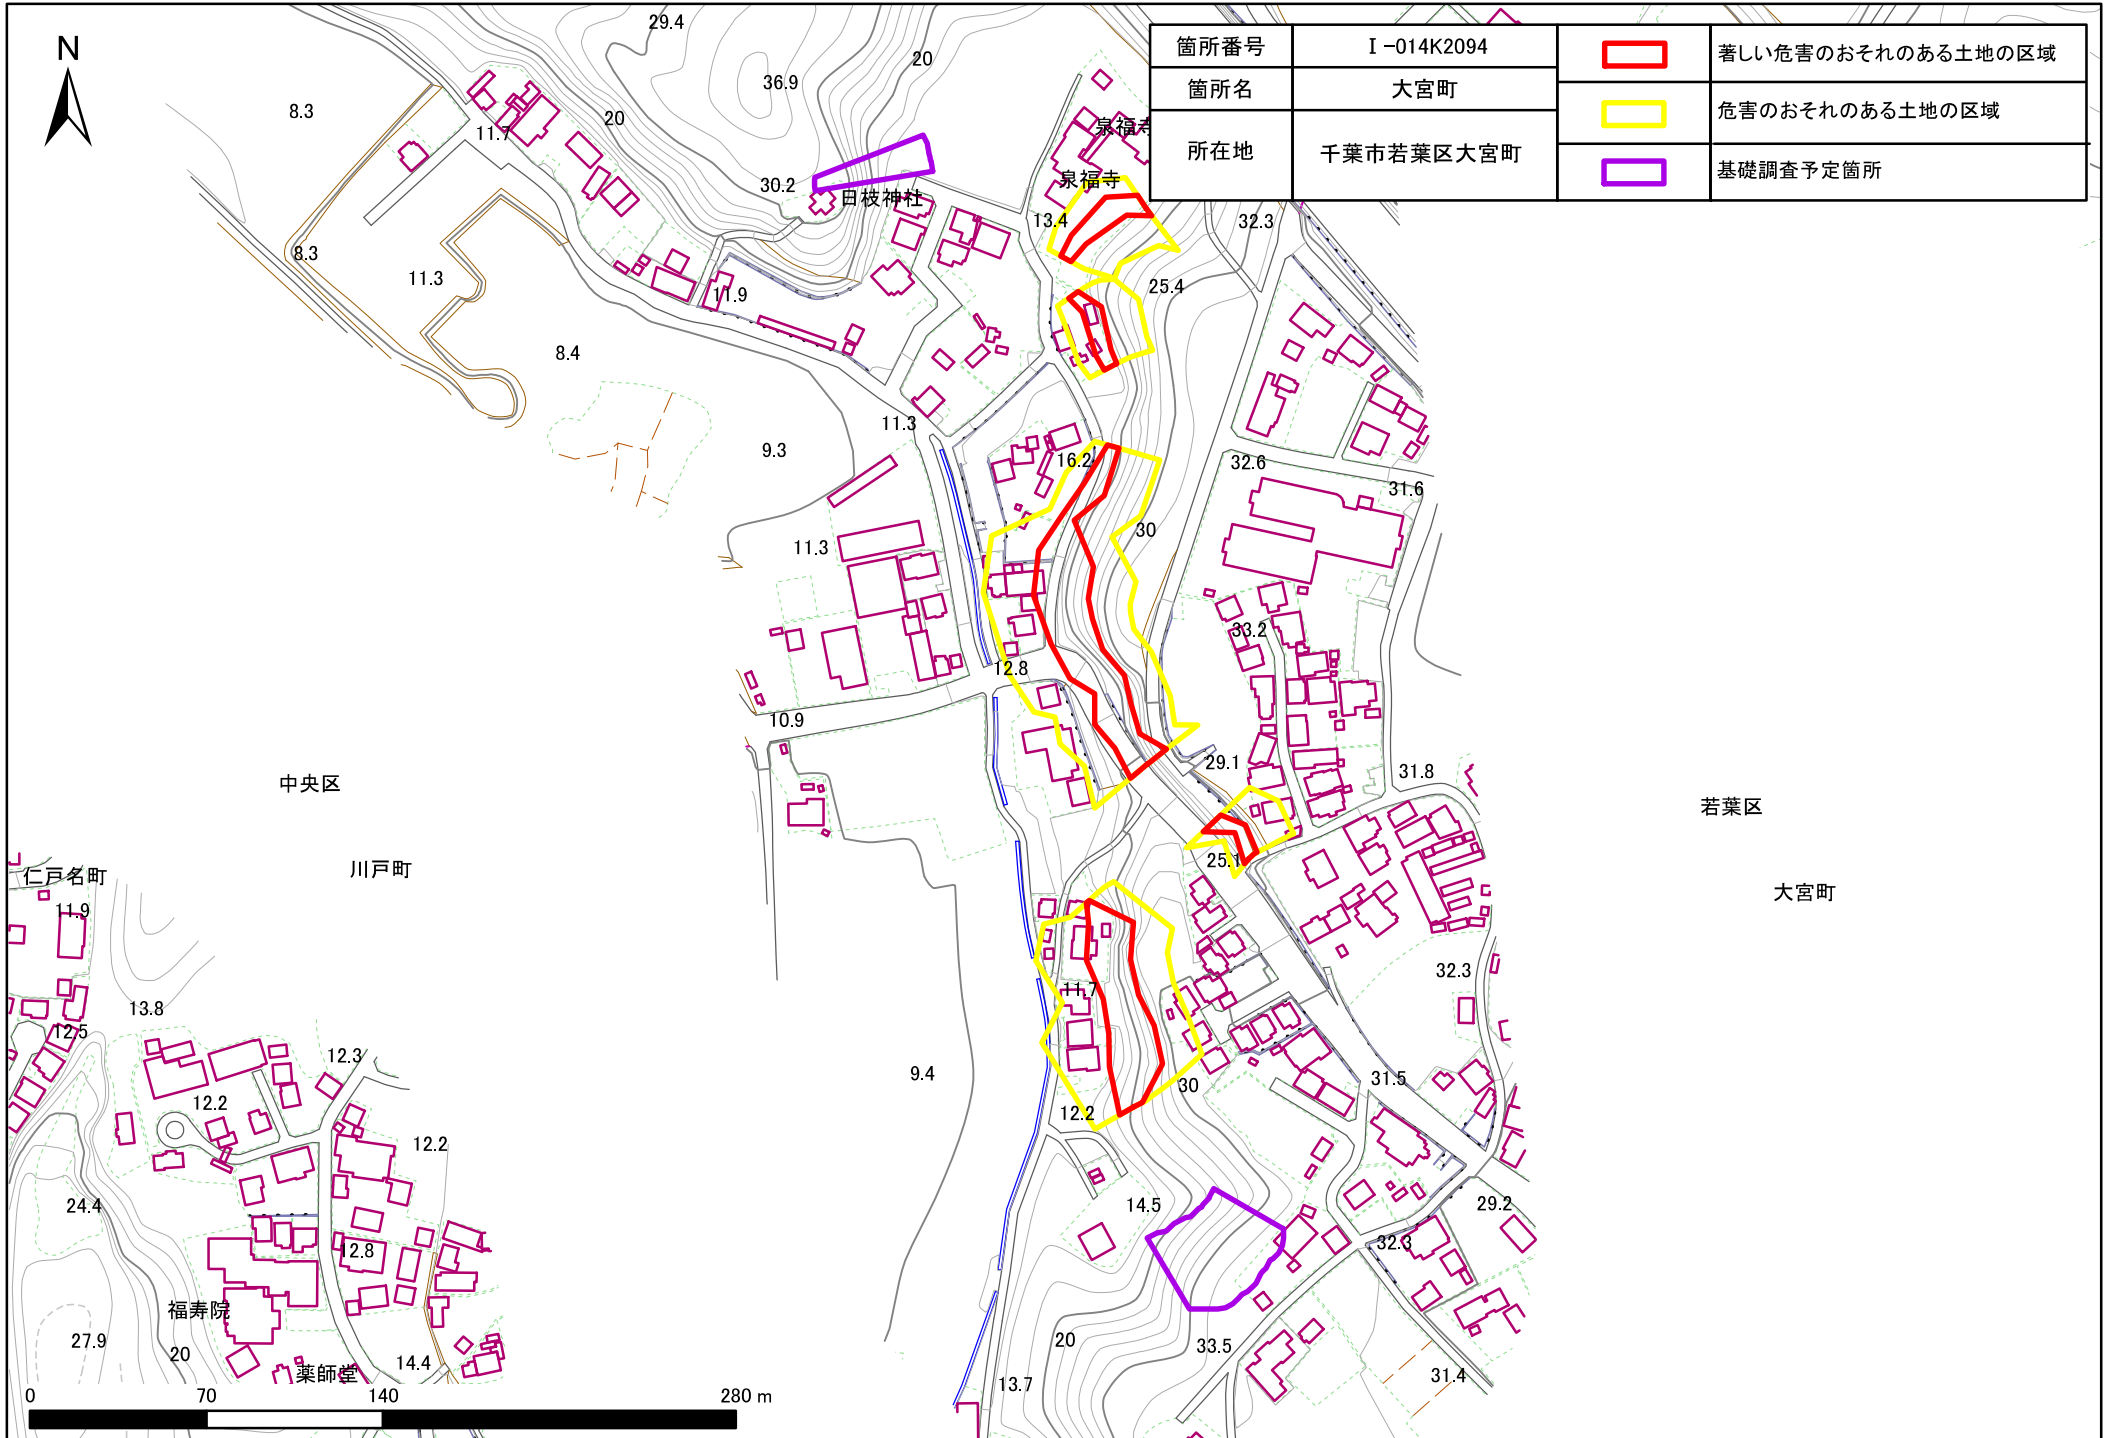 N
箇所番号 Ⅰ-014K2094
箇所名 大宮町
所在地 千葉市若葉区大宮町
著しい危害のおそれのある土地の区域
危害のおそれのある土地の区域
基礎調査予定箇所
29.4
20
36.9
8.3
20
11.7
泉福寺
30.2
日枝神社
泉福寺
13.4
32.3
8.3
11.3
11.9
25.4
8.4
11.3
9.3
16.2
32.6
31.6
30
11.3
33.2
12.8
10.9
29.1
31.8
中央区
若葉区
25.1
川戸町
仁戸名町
大宮町
11.9
32.3
11.7
13.8
12.5
12.3
9.4
30
31.5
12.2
12.2
12.2
24.4
14.5
29.2
12.8
32.3
福寿院
27.9
20
20
33.5
薬師堂
14.4
13.7
31.4
0 70 140 280 m